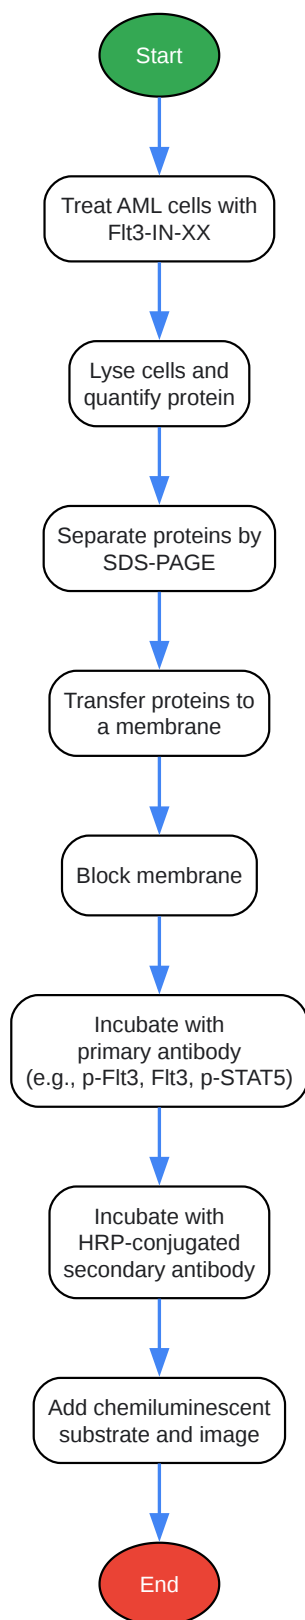 Start
Treat AML cells with
Flt3-IN-XX
Lyse cells and
quantify protein
Separate proteins by
SDS-PAGE
Transfer proteins to
a membrane
Block membrane
Incubate with
primary antibody
(e.g., p-Flt3, Flt3, p-STAT5)
Incubate with
HRP-conjugated
secondary antibody
Add chemiluminescent
substrate and image
End